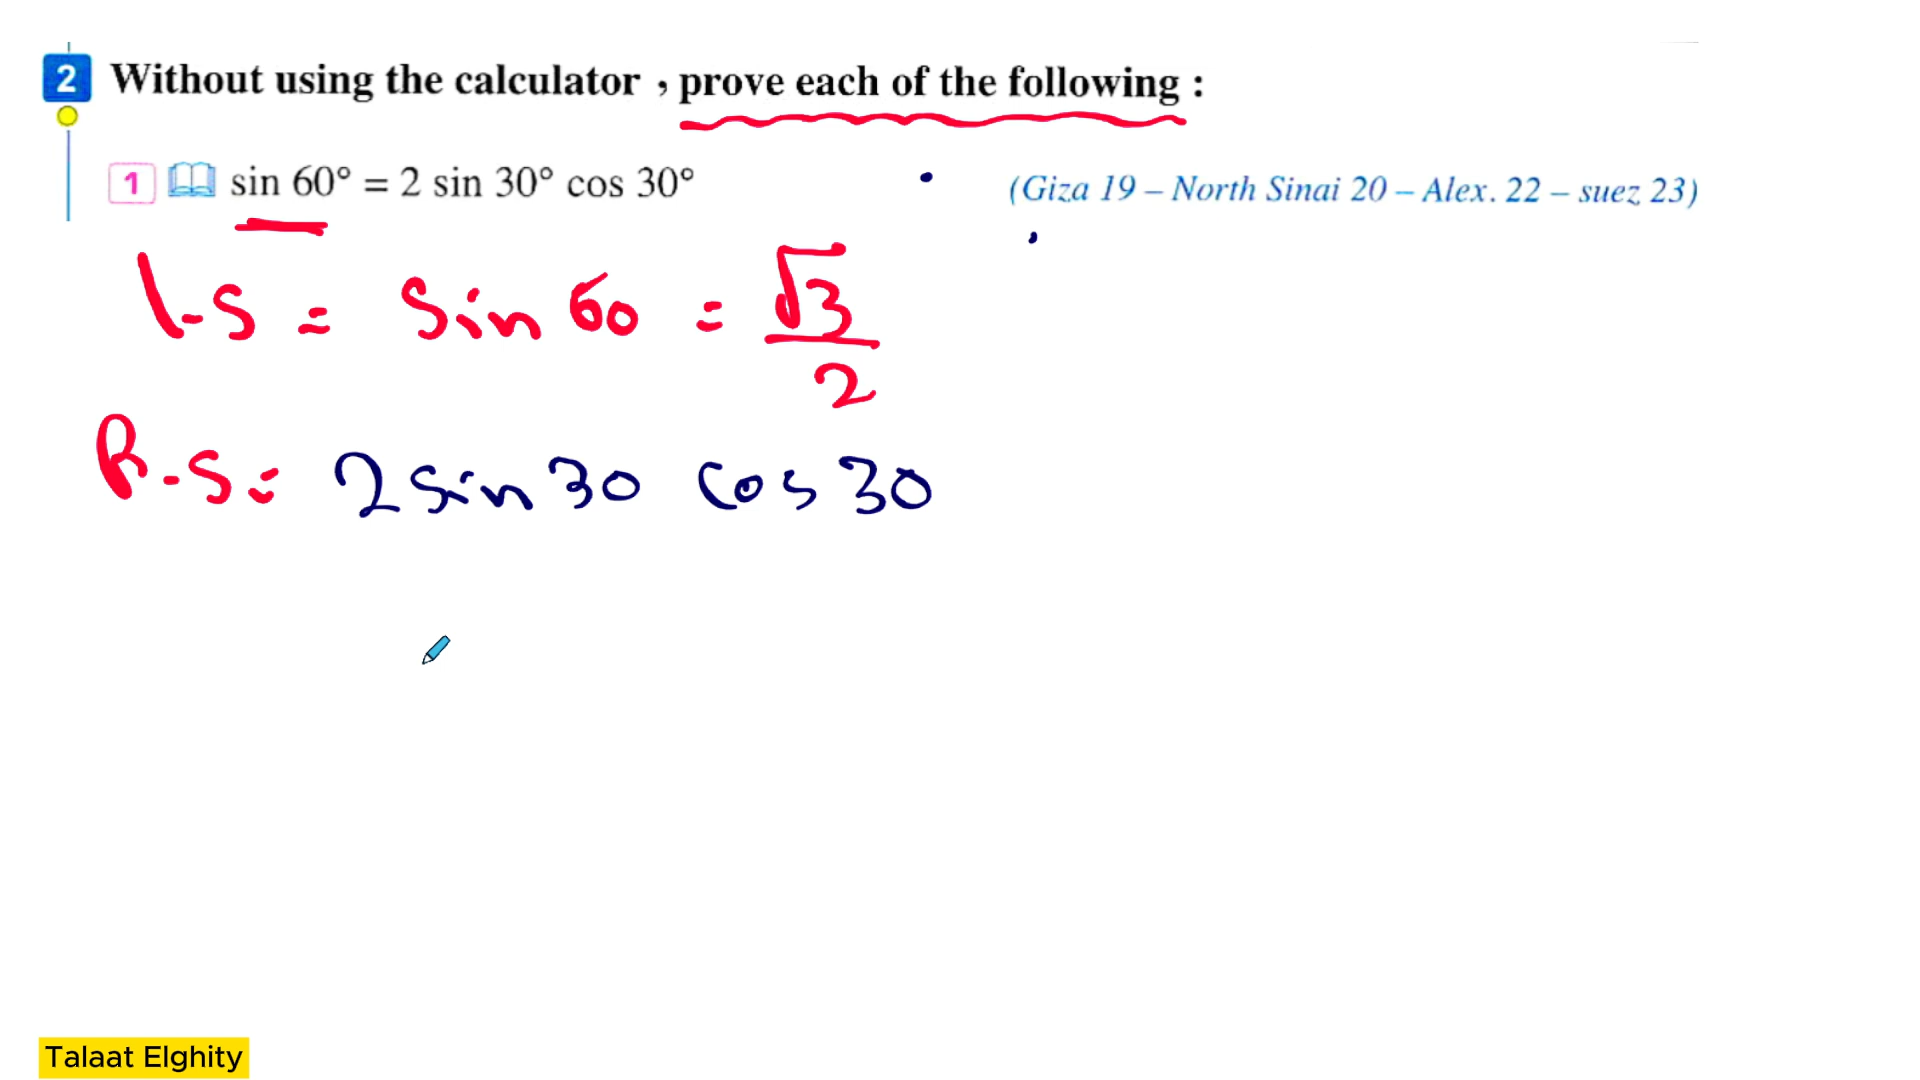 2 Without using the calculator , prove each of the following :
1 sin 60° = 2 sin 30° cos 30° (Giza 19 – North Sinai 20 – Alex. 22 – suez 23)
L-S = Sin 60 = √3/2
R-S = 2 sin 30 cos 30
Talaat Elghity